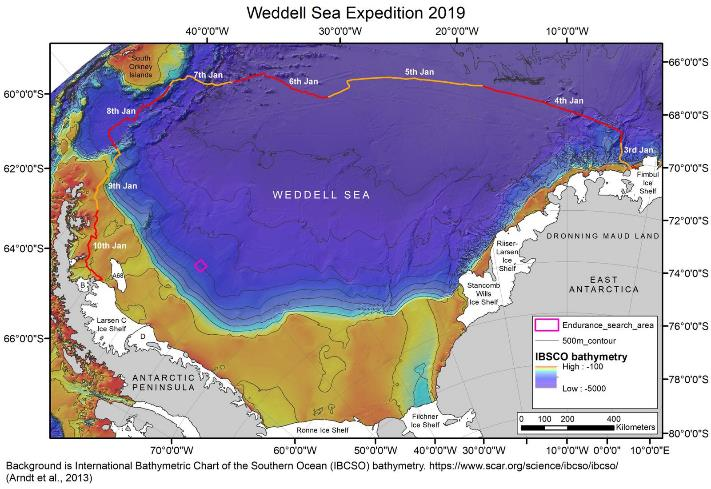 Weddell Sea Expedition 2019
40°0'0"W
30°0'0"W
20°0'0"W
10°0'0"W
South
Orkney
Islands
7th Jan
6th Jan
5th Jan
4th Jan
3rd Jan
8th Jan
9th Jan
10th Jan
60°0'0"S
62°0'0"S
64°0'0"S
66°0'0"S
66°0'0"S
68°0'0"S
70°0'0"S
72°0'0"S
74°0'0"S
76°0'0"S
78°0'0"S
80°0'0"S
WEDDELL SEA
Fimbul
Ice
Shelf
DRONNING MAUD LAND
Riiser-
Larsen
Ice
Shelf
EAST
ANTARCTICA
Stancomb
Wills
Ice Shelf
A68
B
Larsen C
Ice Shelf
D
ANTARCTIC
PENINSULA
Ronne Ice Shelf
Filchner
Ice Shelf
Endurance_search_area
500m_contour
IBSCO bathymetry
High : -100
Low : -5000
0 100 200 400
Kilometers
70°0'0"W
60°0'0"W
50°0'0"W
40°0'0"W
30°0'0"W
10°0'0"W
0°0'0"
10°0'0"E
Background is International Bathymetric Chart of the Southern Ocean (IBCSO) bathymetry. https://www.scar.org/science/ibcso/ibcso/
(Arndt et al., 2013)